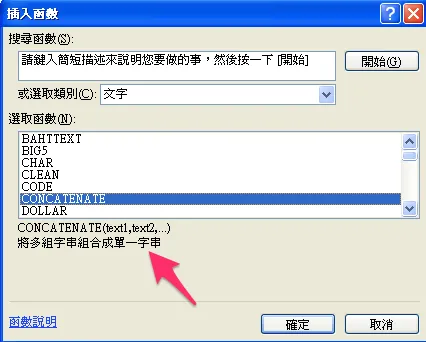 插入函數
搜尋函數(S):
請鍵入簡短描述來說明您要做的事，然後按一下 [開始]
開始(G)
或選取類別(C): 文字
選取函數(N):
BAHTTEXT
BIG5
CHAR
CLEAN
CODE
CONCATENATE
DOLLAR
CONCATENATE(text1,text2,...)
將多組字串組合成單一字串
函數說明
確定
取消